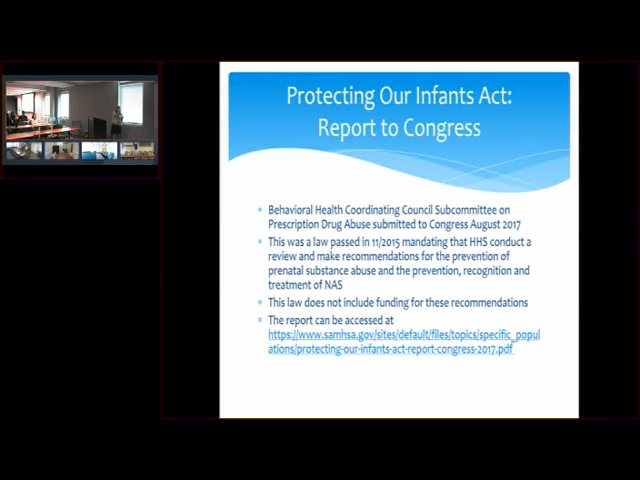 Protecting Our Infants Act:
Report to Congress
Behavioral Health Coordinating Council Subcommittee on
Prescription Drug Abuse submitted to Congress August 2017
This was a law passed in 11/2015 mandating that HHS conduct a
review and make recommendations for the prevention of
prenatal substance abuse and the prevention, recognition and
treatment of NAS
This law does not include funding for these recommendations
The report can be accessed at
https://www.samhsa.gov/sites/default/files/topics/specific_popul
ations/protecting-our-infants-act-report-congress-2017.pdf